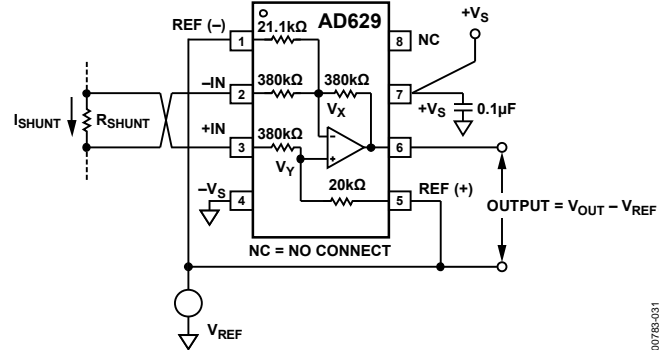 REF (–)
21.1kΩ
AD629
+VS
1
8
NC
–IN
380kΩ
380kΩ
2
7
ISHUNT
RSHUNT
VX
+VS
0.1µF
+IN
380kΩ
3
6
VY
–VS
20kΩ
REF (+)
4
5
OUTPUT = VOUT – VREF
NC = NO CONNECT
VREF
00783-031